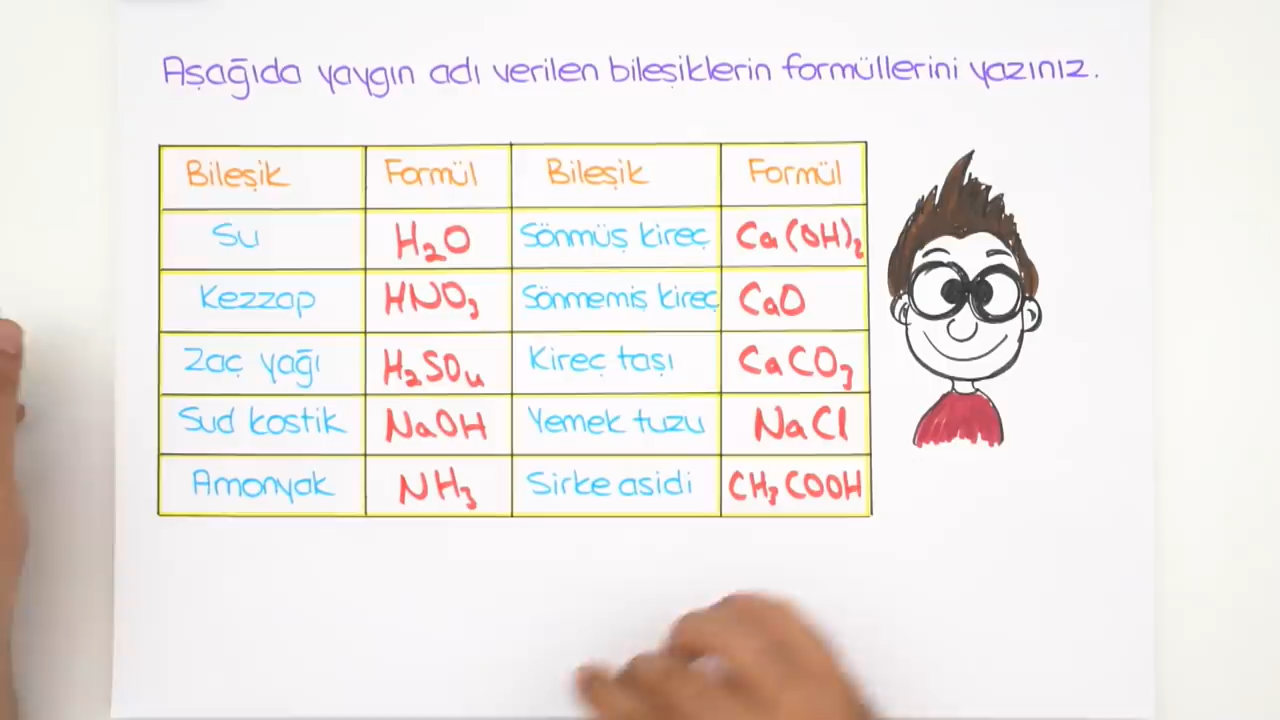 Aşağıda yaygın adı verilen bileşiklerin formüllerini yazınız.
Bileşik Formül Bileşik Formül
Su H₂O Sönmüş kireç Ca(OH)₂
Kezzap HNO₃ Sönmemiş kireç CaO
Zaç yağı H₂SO₄ Kireç taşı CaCO₃
Sud kostik NaOH Yemek tuzu NaCl
Amonyak NH₃ Sirke asidi CH₃COOH